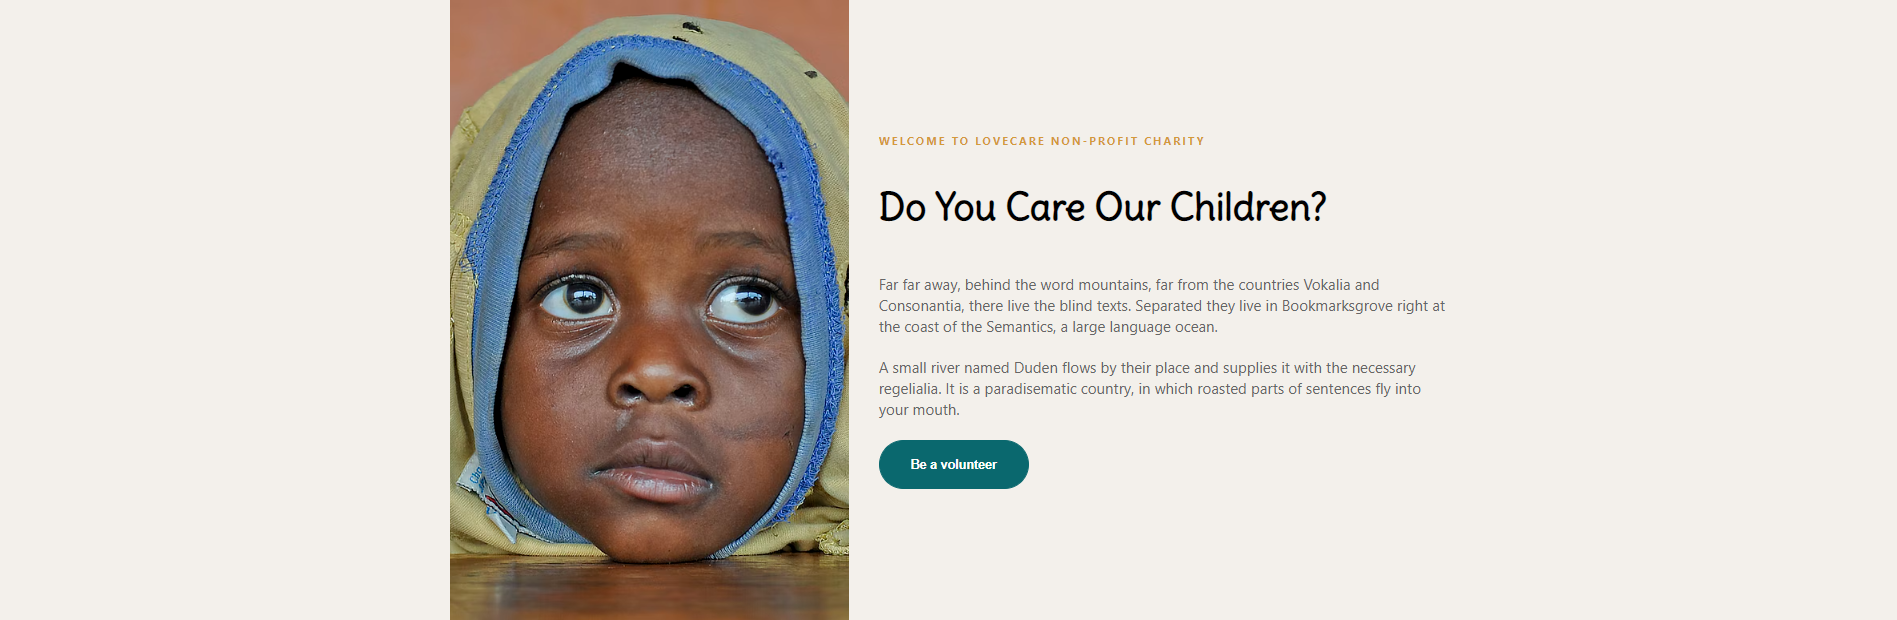 WELCOME TO LOVECARE NON-PROFIT CHARITY
Do You Care Our Children?
Far far away, behind the word mountains, far from the countries Vokalia and
Consonantia, there live the blind texts. Separated they live in Bookmarksgrove right at
the coast of the Semantics, a large language ocean.
A small river named Duden flows by their place and supplies it with the necessary
regelialia. It is a paradisematic country, in which roasted parts of sentences fly into
your mouth.
Be a volunteer